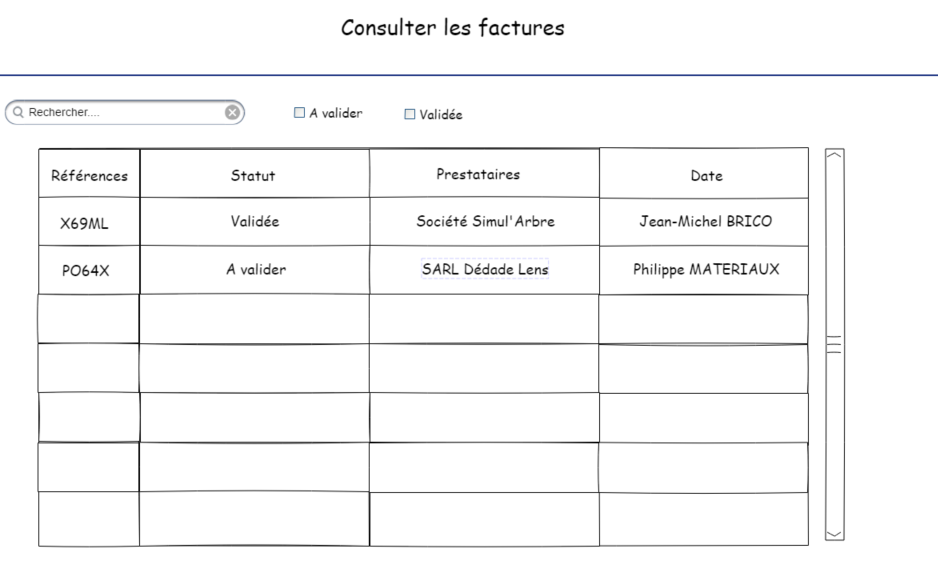 Consulter les factures
Rechercher....
A valider
Validée
Références Statut Prestataires Date
X69ML Validée Société Simul'Arbre Jean-Michel BRICO
PO64X A valider SARL Dédade Lens Philippe MATERIAUX